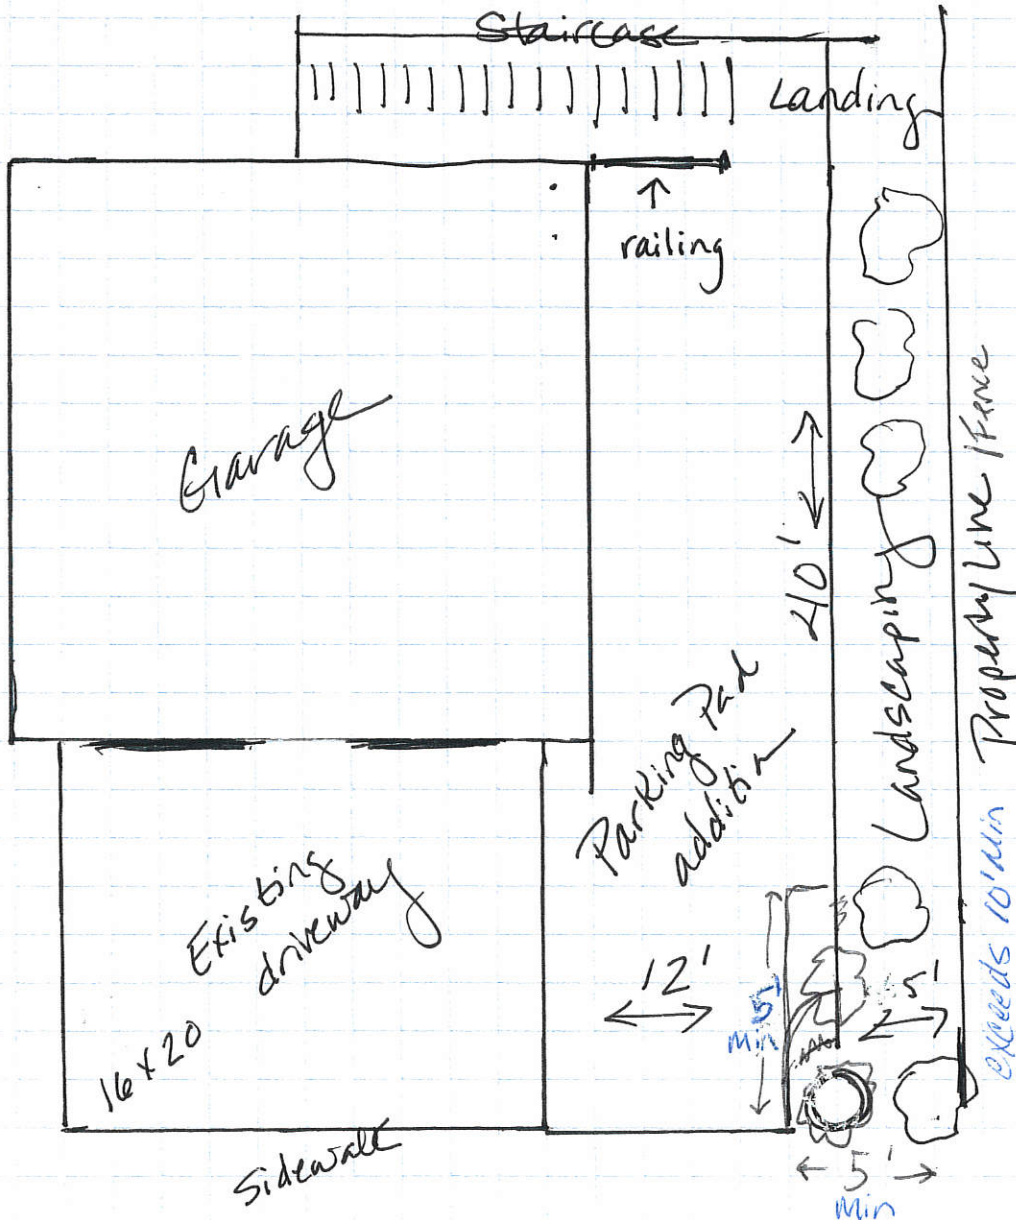 Staircase
Landing
railing
Garage
40'
Landscaping
Property Line / Fence
exceeds 10' Min
Parking Pad
addition
Existing
driveway
16 x 20
12'
5'
Min
5'
sidewalk
5'
Min